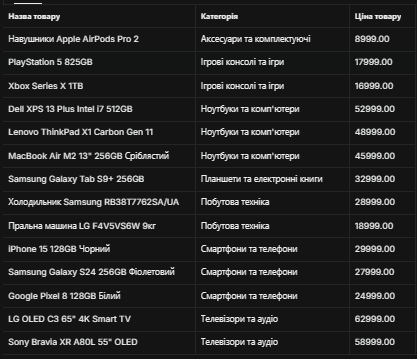 Назва товару Категорія Ціна товару
Навушники Apple AirPods Pro 2 Аксесуари та комплектуючі 8999.00
PlayStation 5 825GB Ігрові консолі та ігри 17999.00
Xbox Series X 1TB Ігрові консолі та ігри 16999.00
Dell XPS 13 Plus Intel i7 512GB Ноутбуки та комп'ютери 52999.00
Lenovo ThinkPad X1 Carbon Gen 11 Ноутбуки та комп'ютери 48999.00
MacBook Air M2 13" 256GB Сріблястий Ноутбуки та комп'ютери 45999.00
Samsung Galaxy Tab S9+ 256GB Планшети та електронні книги 32999.00
Холодильник Samsung RB38T7762SA/UA Побутова техніка 28999.00
Пральна машина LG F4V5VS6W 9кг Побутова техніка 18999.00
iPhone 15 128GB Чорний Смартфони та телефони 29999.00
Samsung Galaxy S24 256GB Фіолетовий Смартфони та телефони 27999.00
Google Pixel 8 128GB Білий Смартфони та телефони 24999.00
LG OLED C3 65" 4K Smart TV Телевізори та аудіо 62999.00
Sony Bravia XR A80L 55" OLED Телевізори та аудіо 58999.00